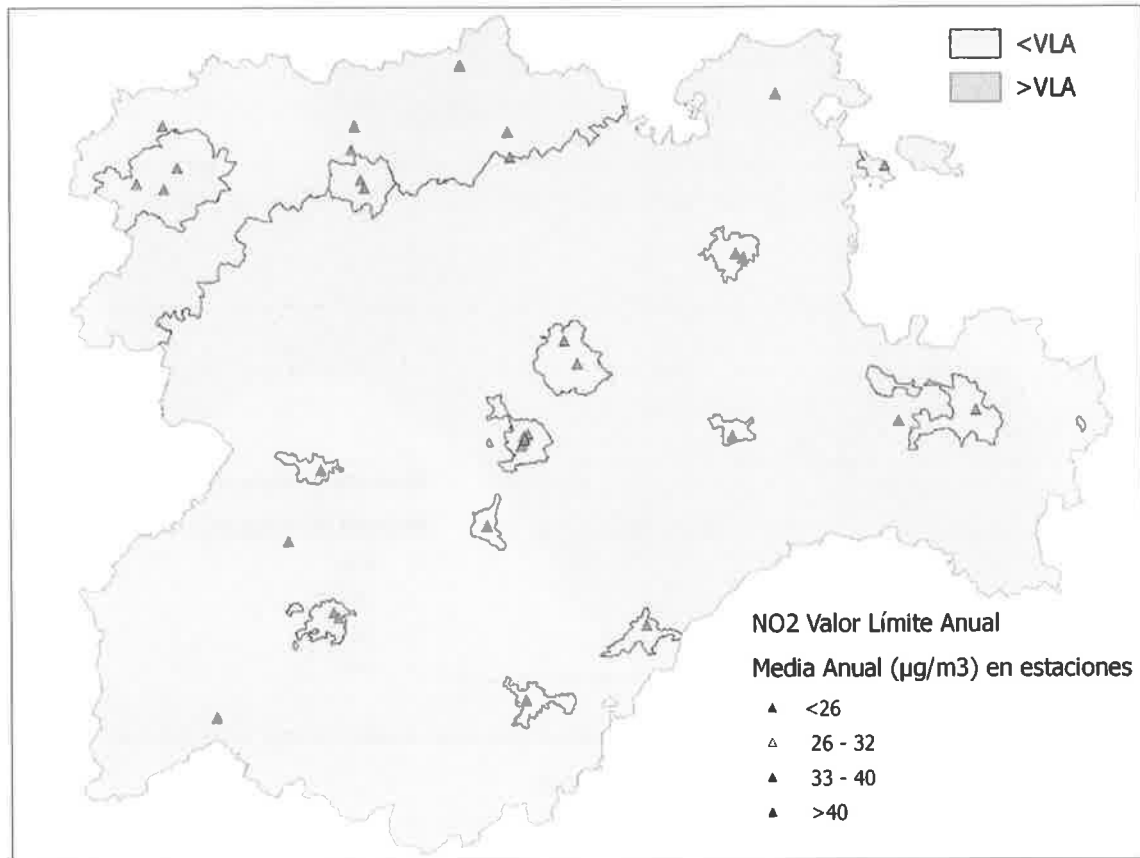 <VLA
>VLA
NO2 Valor Límite Anual
Media Anual (µg/m3) en estaciones
<26
26 - 32
33 - 40
>40